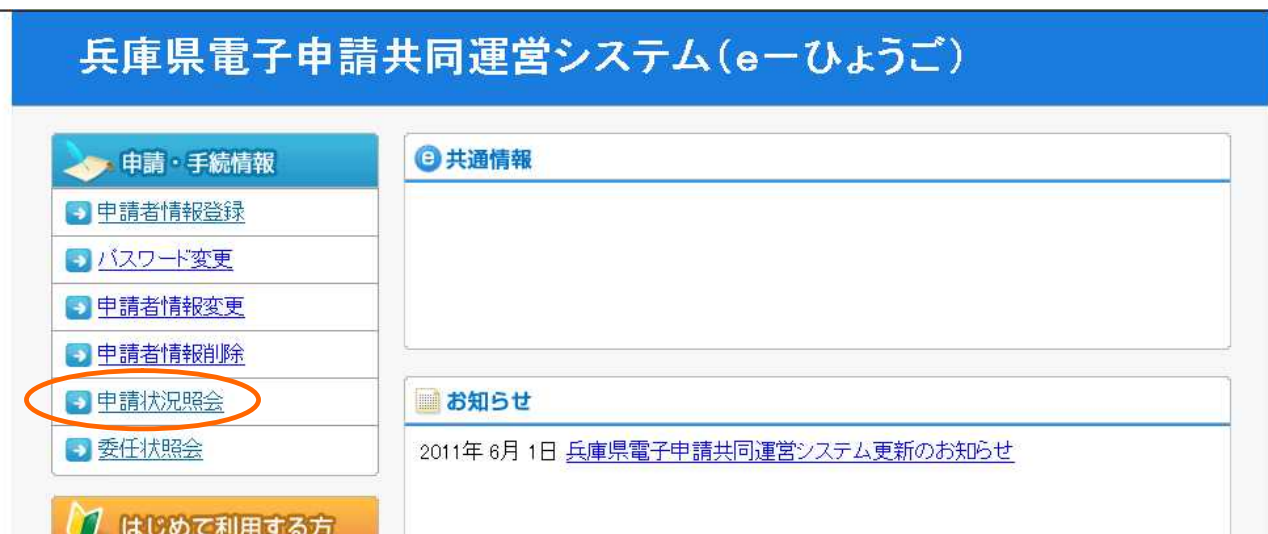 兵庫県電子申請共同運営システム(eーひょうご)
申請・手続情報
申請者情報登録
パスワード変更
申請者情報変更
申請者情報削除
申請状況照会
委任状照会
はじめて利用する方
e 共通情報
お知らせ
2011年 6月 1日 兵庫県電子申請共同運営システム更新のお知らせ